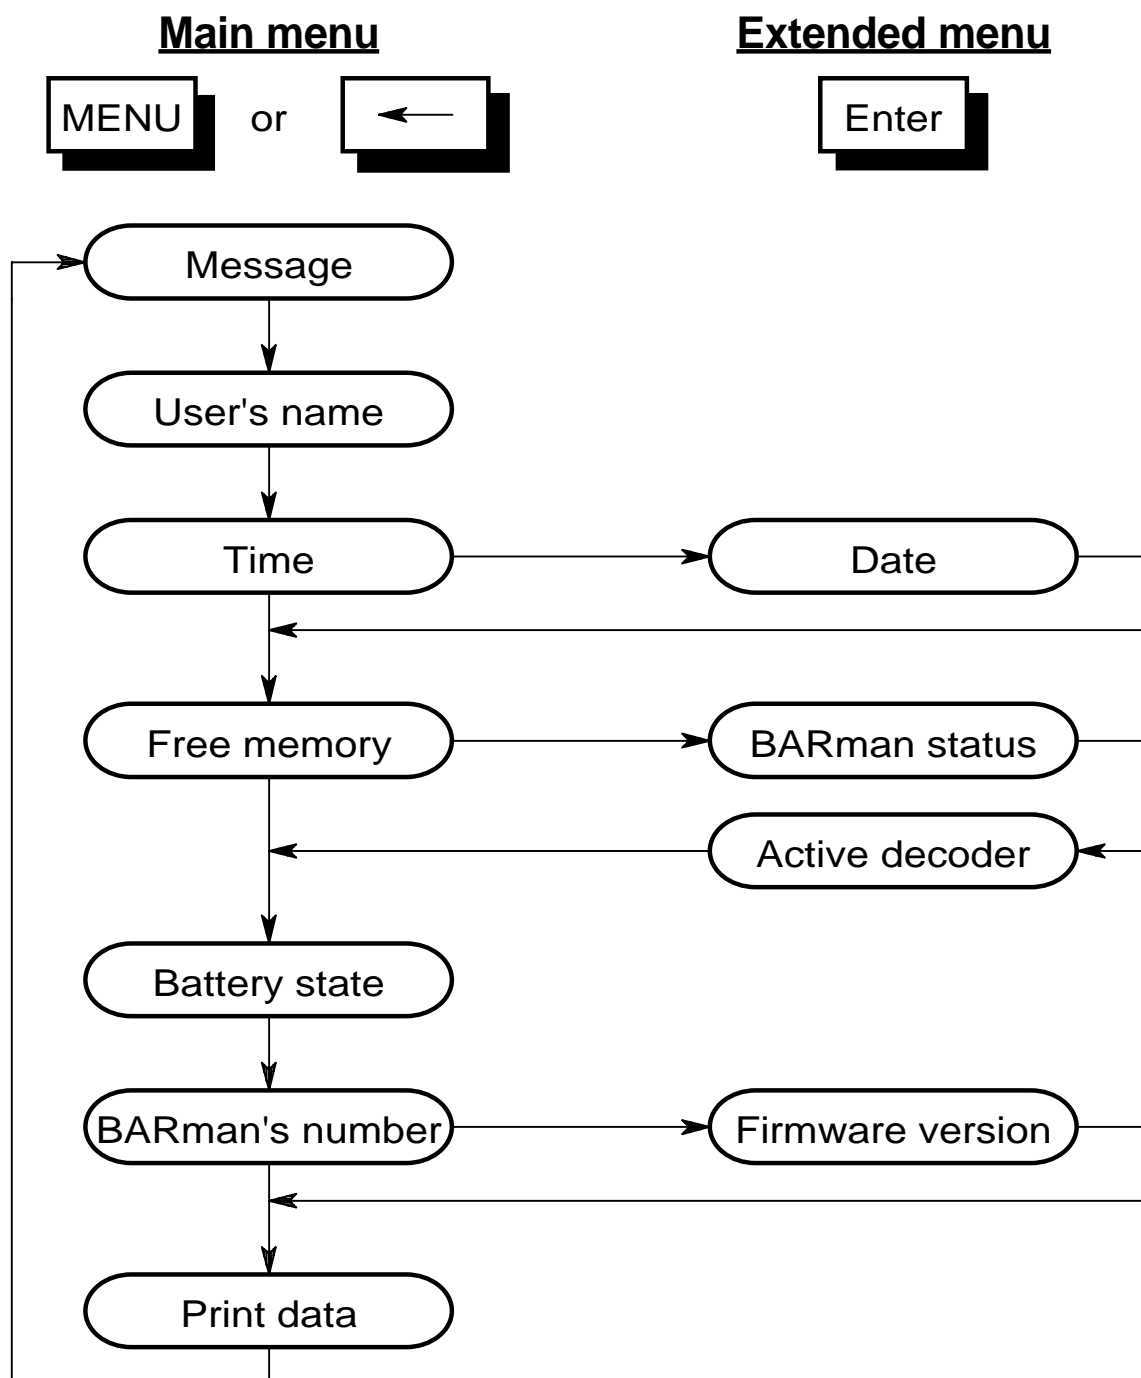 Main menu
Extended menu
MENU or
Enter
Message
User's name
Time
Date
Free memory
BARman status
Active decoder
Battery state
BARman's number
Firmware version
Print data